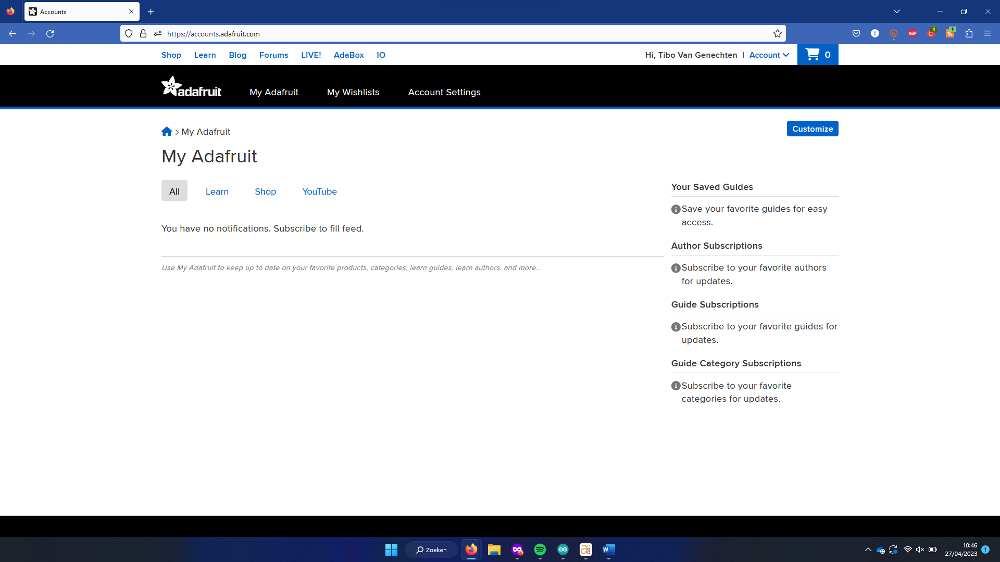 Accounts
https://accounts.adafruit.com
T
ABP
1
1
Shop Learn Blog Forums LIVE! AdaBox IO
Hi, Tibo Van Genechten | Account
0
adafruit My Adafruit My Wishlists Account Settings
My Adafruit
Customize
My Adafruit
All Learn Shop YouTube
You have no notifications. Subscribe to fill feed.
Use My Adafruit to keep up to date on your favorite products, categories, learn guides, learn authors, and more...
Your Saved Guides
Save your favorite guides for easy
access.
Author Subscriptions
Subscribe to your favorite authors
for updates.
Guide Subscriptions
Subscribe to your favorite guides for
updates.
Guide Category Subscriptions
Subscribe to your favorite
categories for updates.
Zoeken
W
10:46
27/04/2023
1